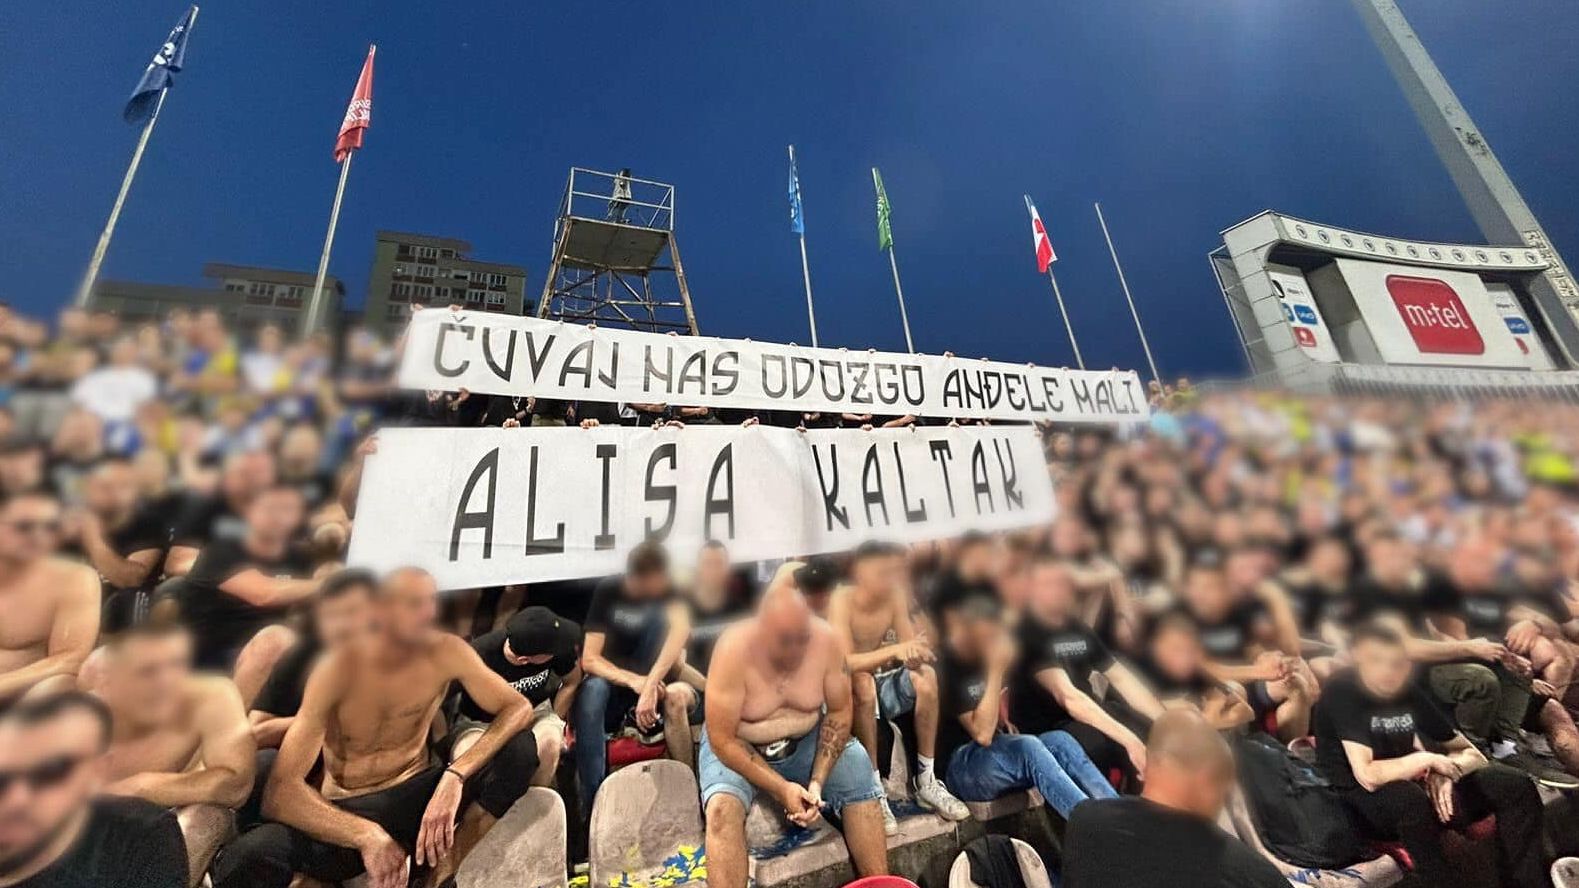 ČUVAJ NAS ODOZGO ANĐELE MALI
ALISA KALTAK
m:tel